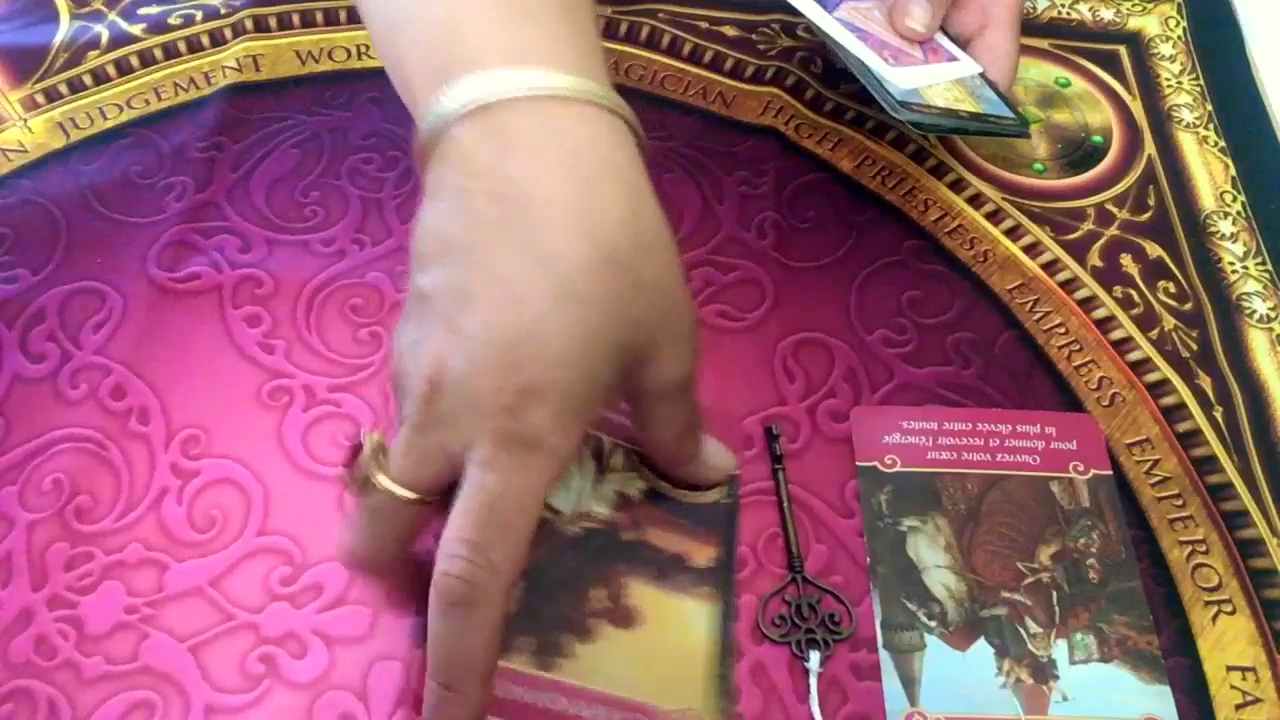 N JUDGEMENT WOR
AGICIAN HIGH PRIESTESS EMPRESS EMPEROR FA
Ouvrez votre cœur
pour donner et recevoir l'énergie
la plus élevée entre toutes.